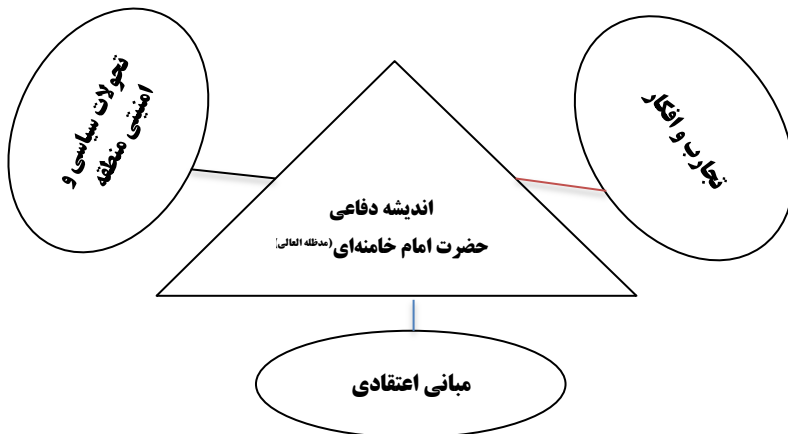 تجارب و افکار
تحولات سیاسی و
امنیتی منطقه
اندیشه دفاعی
حضرت امام خامنه‌ای (مدظله العالی)
مبانی اعتقادی